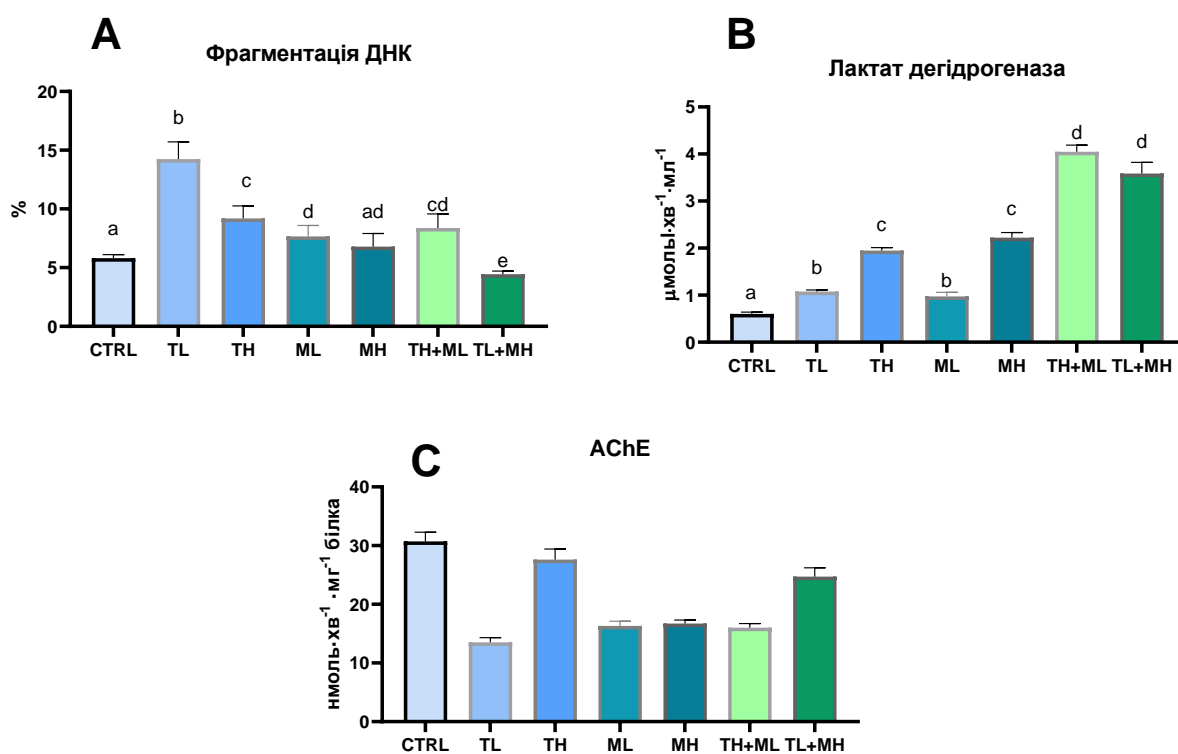 A
Фрагментація ДНК
%
20
15
10
5
0
a
b
c
d
ad
cd
e
CTRL TL TH ML MH TH+ML TL+MH
B
Лактат дегідрогеназа
µмольl·хв⁻¹·мл⁻¹
5
4
3
2
1
0
a
b
c
b
c
d
d
CTRL TL TH ML MH TH+ML TL+MH
C
AChE
нмоль·хв⁻¹ ·мг⁻¹ білка
40
30
20
10
0
CTRL TL TH ML MH TH+ML TL+MH